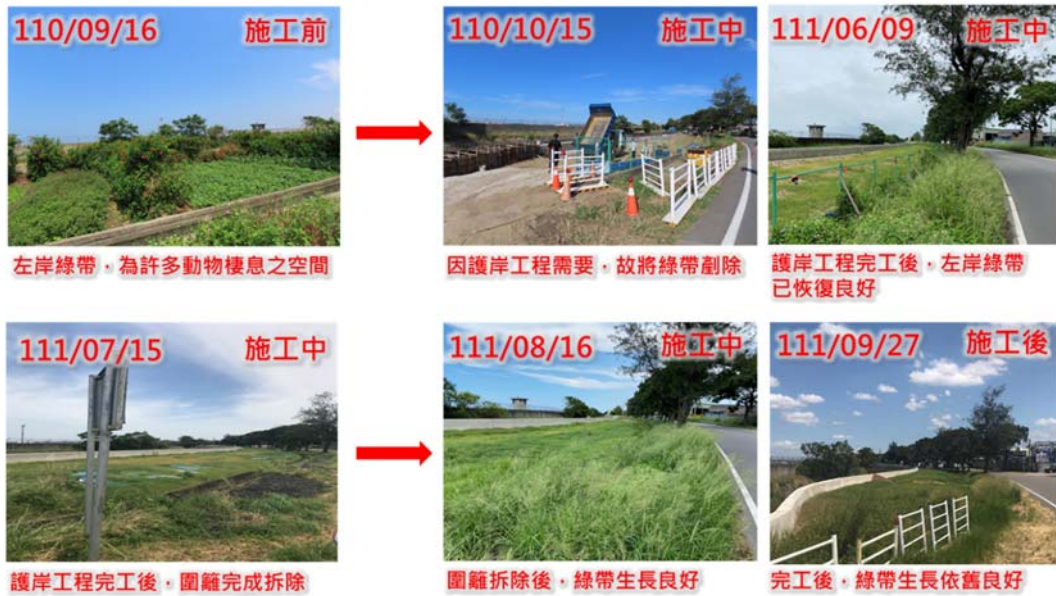 110/09/16 施工前
110/10/15 施工中
111/06/09 施工中
左岸綠帶，為許多動物棲息之空間
因護岸工程需要，故將綠帶剷除
護岸工程完工後，左岸綠帶
已恢復良好
111/07/15 施工中
111/08/16 施工中
111/09/27 施工後
護岸工程完工後，圍籬完成拆除
圍籬拆除後，綠帶生長良好
完工後，綠帶生長依舊良好